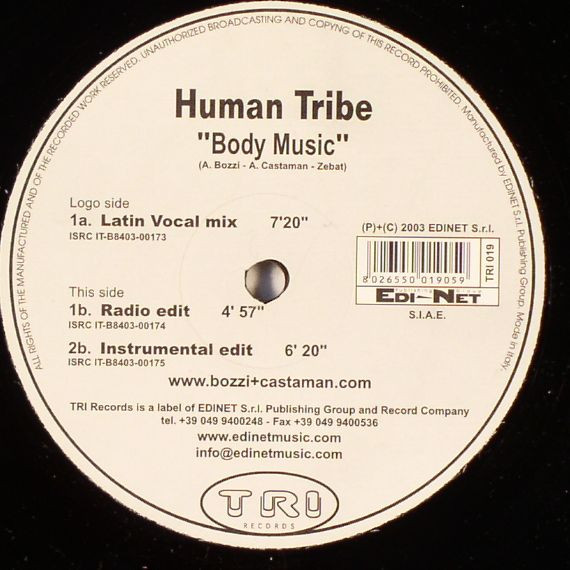 ALL RIGHTS OF THE MANUFACTURED AND OF THE RECORDED WORK RESERVED. UNAUTHORIZED BROADCASTING AND COPYNG OF THIS RECORD PROHIBITED. Manufactured by EDINET S.r.l. Publishing Group. Made in Italy.
Human Tribe
"Body Music"
(A. Bozzi - A. Castaman - Zebat)
Logo side
1a. Latin Vocal mix 7'20"
ISRC IT-B8403-00173
(P)+(C) 2003 EDINET S.r.l.
8 026550 019059
TRI 019
EDI-NET
S.I.A.E.
This side
1b. Radio edit 4' 57"
ISRC IT-B8403-00174
2b. Instrumental edit 6' 20"
ISRC IT-B8403-00175
www.bozzi+castaman.com
TRI Records is a label of EDINET S.r.l. Publishing Group and Record Company
tel. +39 049 9400248 - Fax +39 049 9400536
www.edinetmusic.com
info@edinetmusic.com
TRI
RECORDS